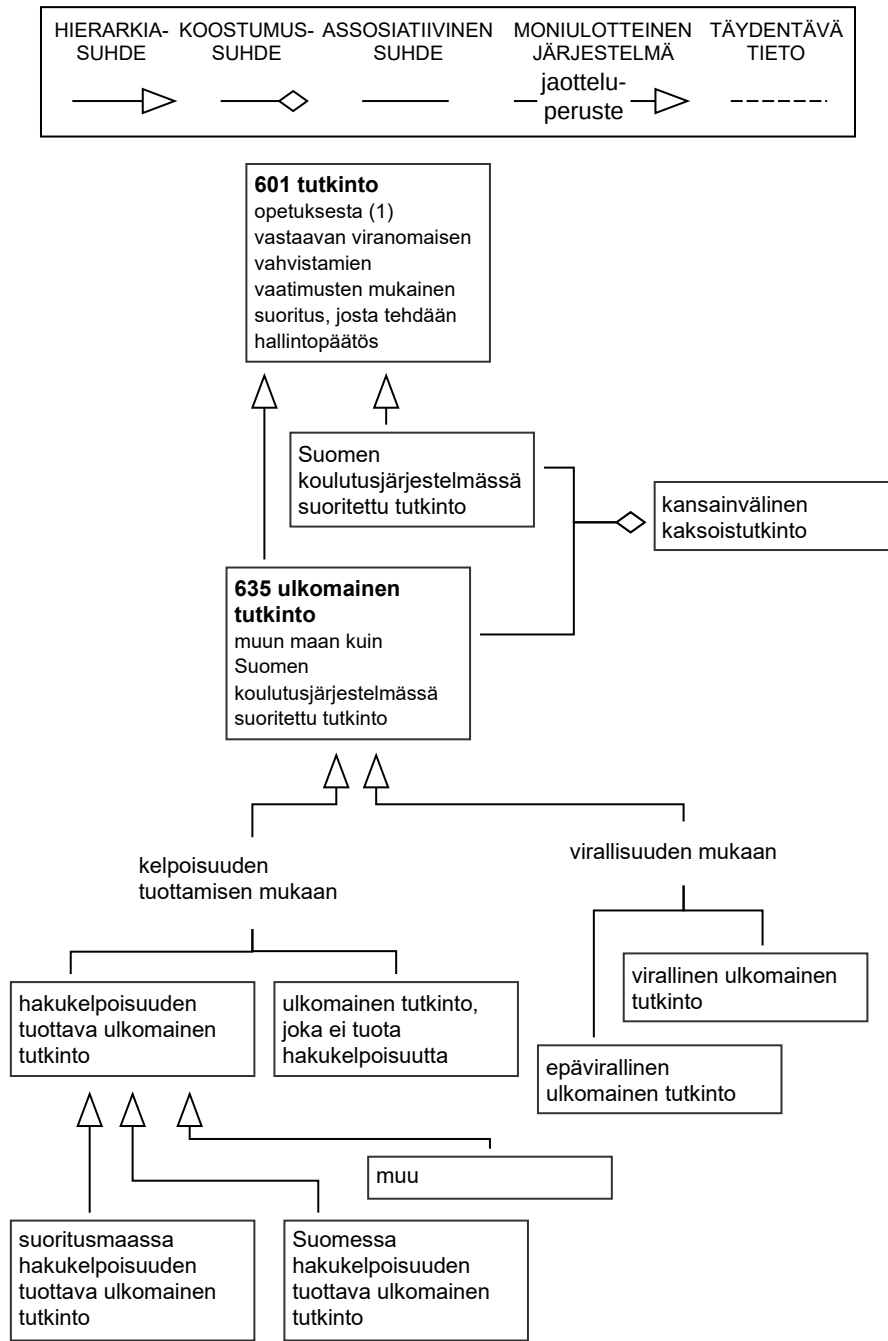 HIERARKIA-
SUHDE
KOOSTUMUS-
SUHDE
ASSOSIATIIVINEN
SUHDE
MONIULOTTEINEN
JÄRJESTELMÄ
jaottelu-
peruste
TÄYDENTÄVÄ
TIETO
601 tutkinto
opetuksesta (1)
vastaavan viranomaisen
vahvistamien
vaatimusten mukainen
suoritus, josta tehdään
hallintopäätös
Suomen
koulutusjärjestelmässä
suoritettu tutkinto
kansainvälinen
kaksoistutkinto
635 ulkomainen
tutkinto
muun maan kuin
Suomen
koulutusjärjestelmässä
suoritettu tutkinto
kelpoisuuden
tuottamisen mukaan
virallisuuden mukaan
hakukelpoisuuden
tuottava ulkomainen
tutkinto
ulkomainen tutkinto,
joka ei tuota
hakukelpoisuutta
virallinen ulkomainen
tutkinto
epävirallinen
ulkomainen tutkinto
muu
suoritusmaassa
hakukelpoisuuden
tuottava ulkomainen
tutkinto
Suomessa
hakukelpoisuuden
tuottava ulkomainen
tutkinto